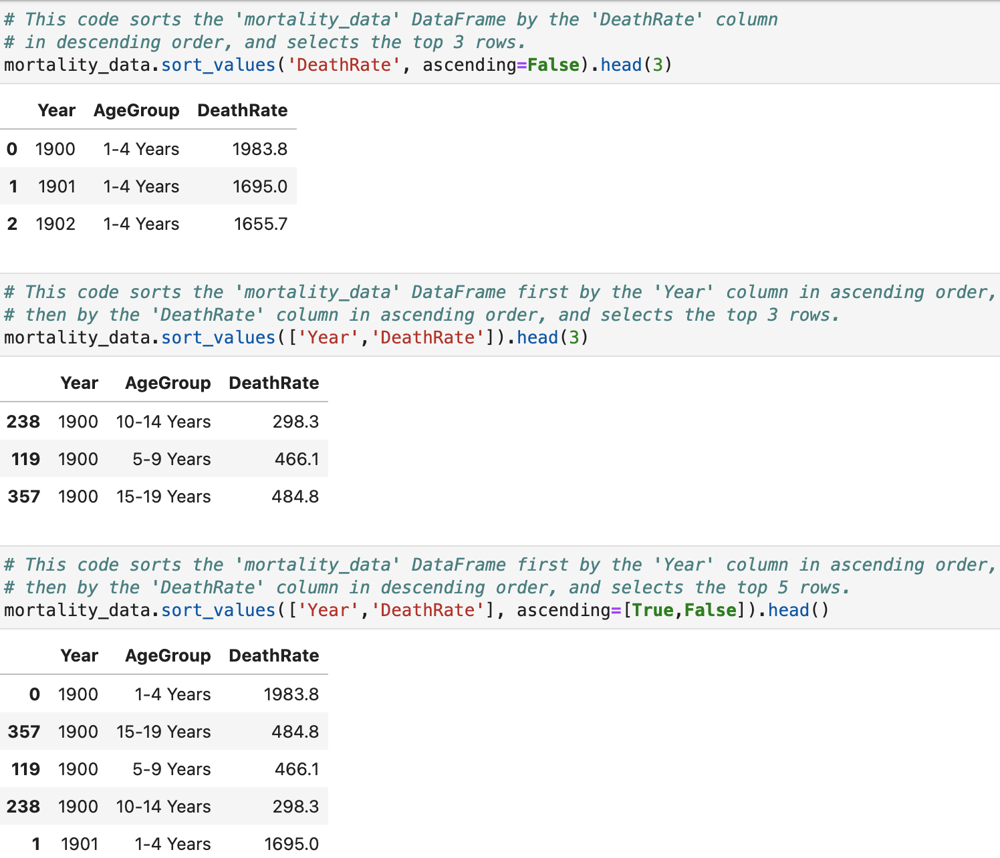 # This code sorts the 'mortality_data' DataFrame by the 'DeathRate' column
# in descending order, and selects the top 3 rows.
mortality_data.sort_values('DeathRate', ascending=False).head(3)
Year AgeGroup DeathRate
0 1900 1-4 Years 1983.8
1 1901 1-4 Years 1695.0
2 1902 1-4 Years 1655.7
# This code sorts the 'mortality_data' DataFrame first by the 'Year' column in ascending order,
# then by the 'DeathRate' column in ascending order, and selects the top 3 rows.
mortality_data.sort_values(['Year','DeathRate']).head(3)
Year AgeGroup DeathRate
238 1900 10-14 Years 298.3
119 1900 5-9 Years 466.1
357 1900 15-19 Years 484.8
# This code sorts the 'mortality_data' DataFrame first by the 'Year' column in ascending order,
# then by the 'DeathRate' column in descending order, and selects the top 5 rows.
mortality_data.sort_values(['Year','DeathRate'], ascending=[True,False]).head()
Year AgeGroup DeathRate
0 1900 1-4 Years 1983.8
357 1900 15-19 Years 484.8
119 1900 5-9 Years 466.1
238 1900 10-14 Years 298.3
1 1901 1-4 Years 1695.0